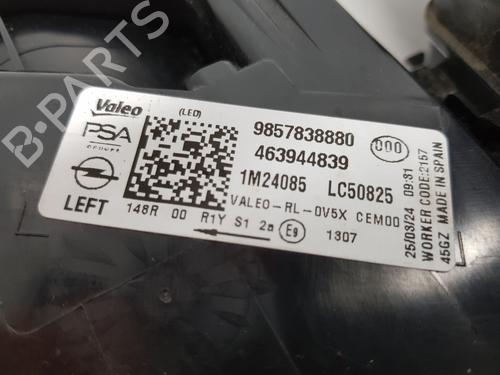 B-PARTS
Valeo
(LED)
PSA
GROUPE
9857838880
000
463944839
1M24085 LC50825
LEFT
VALEO-RL-OV5X CEM00
148R 00 R1Y S1 2a E9 1307
25/03/24 09:31
WORKER CODE:2157
45GZ MADE IN SPAIN